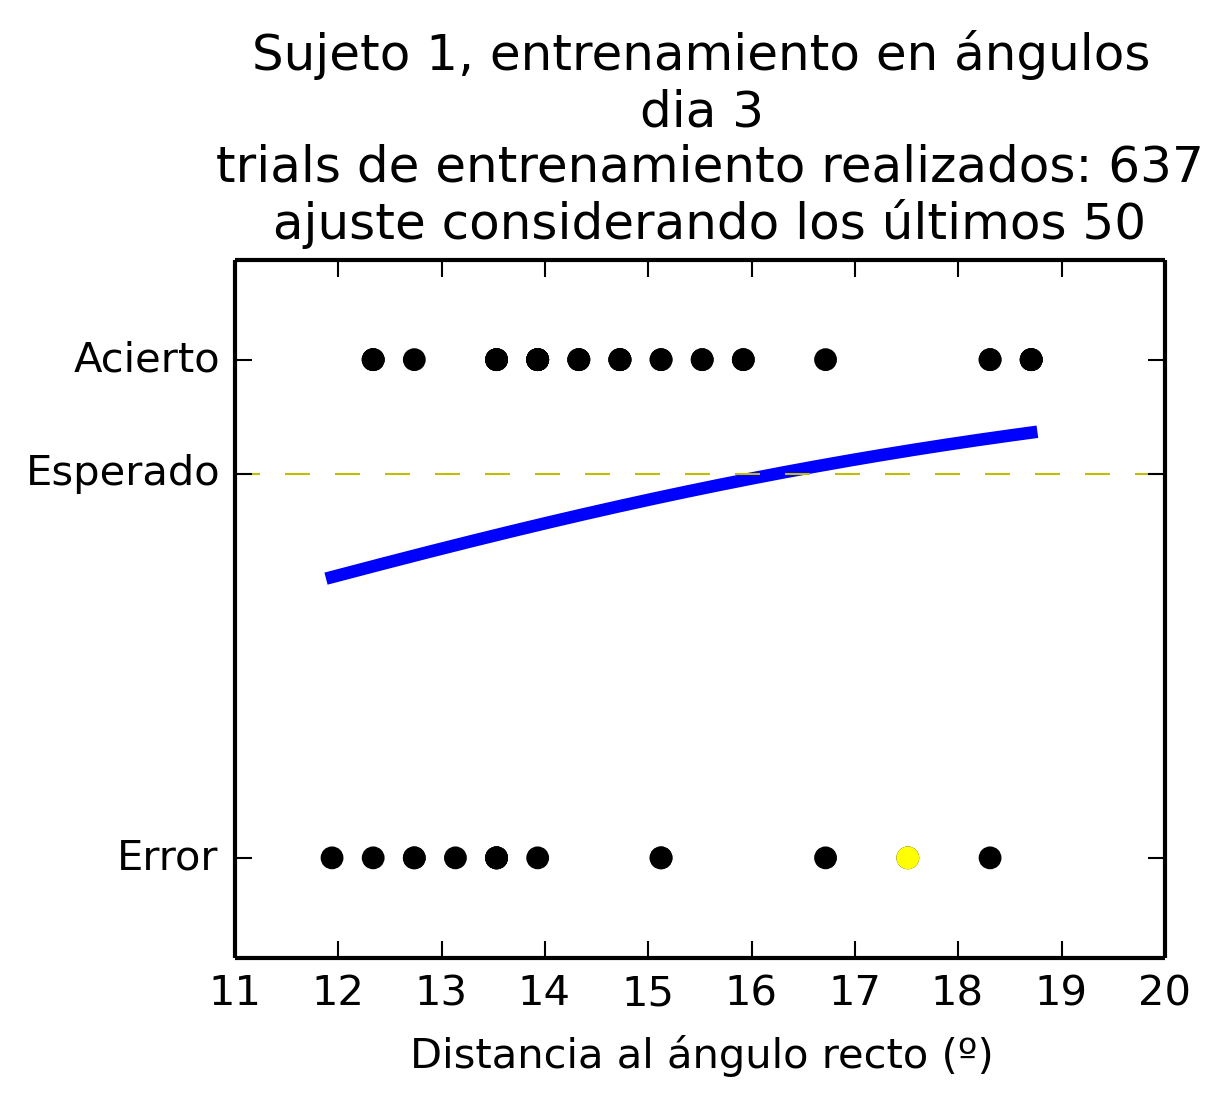 Sujeto 1, entrenamiento en ángulos
dia 3
trials de entrenamiento realizados: 637
ajuste considerando los últimos 50
Acierto
Esperado
Error
11 12 13 14 15 16 17 18 19 20
Distancia al ángulo recto (º)